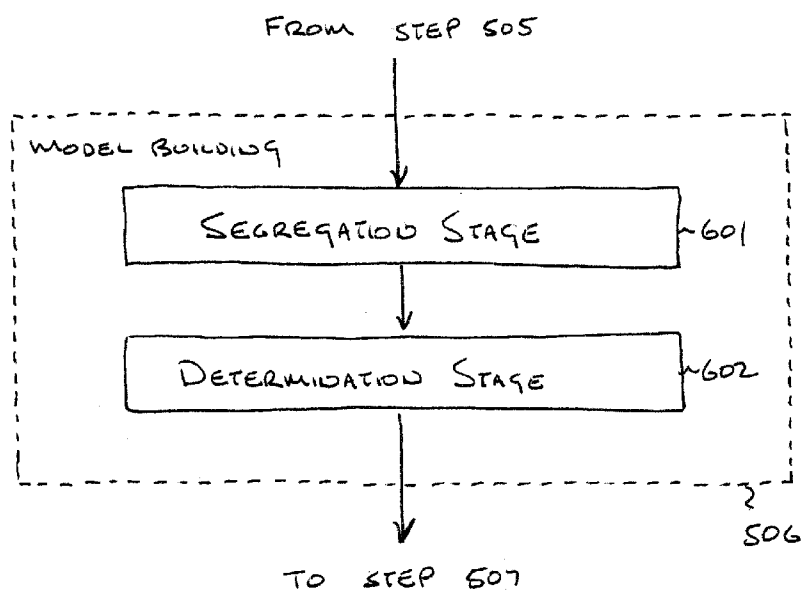 FROM STEP 505
MODEL BUILDING
SEGREGATION STAGE
601
DETERMINATION STAGE
602
506
TO STEP 507